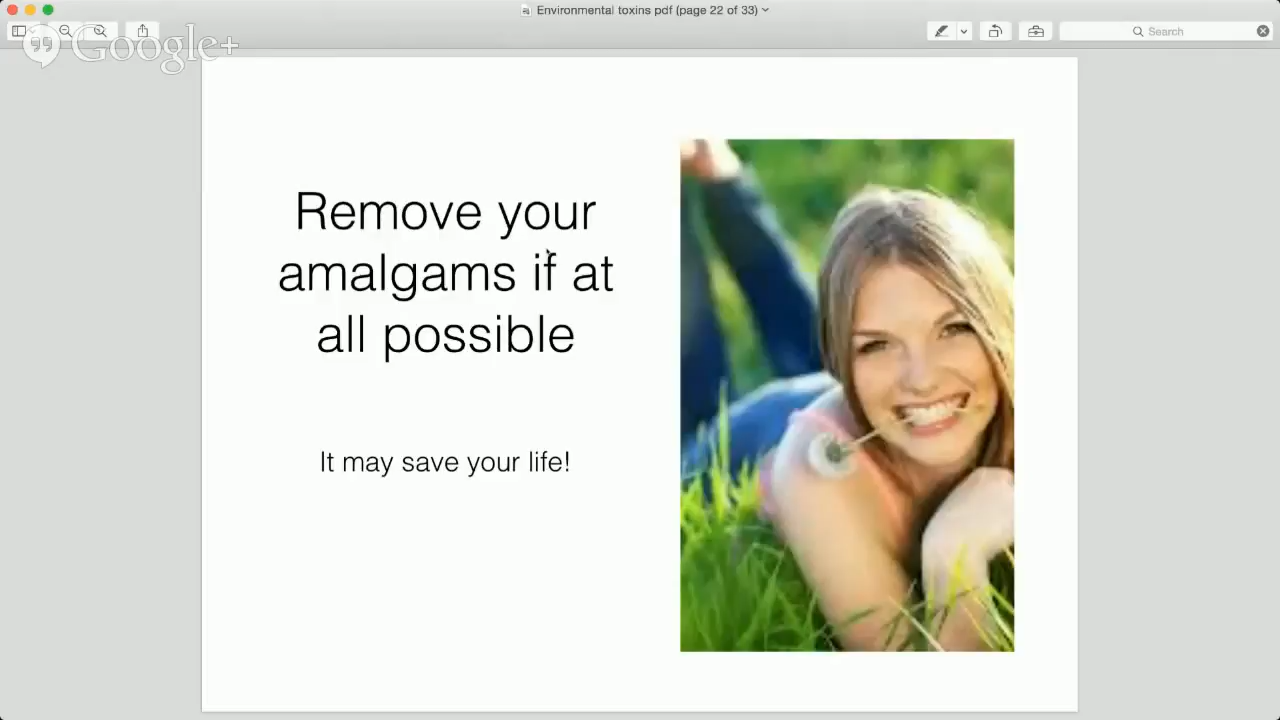 Environmental toxins pdf (page 22 of 33)
Google+
Search
Remove your
amalgams if at
all possible
It may save your life!